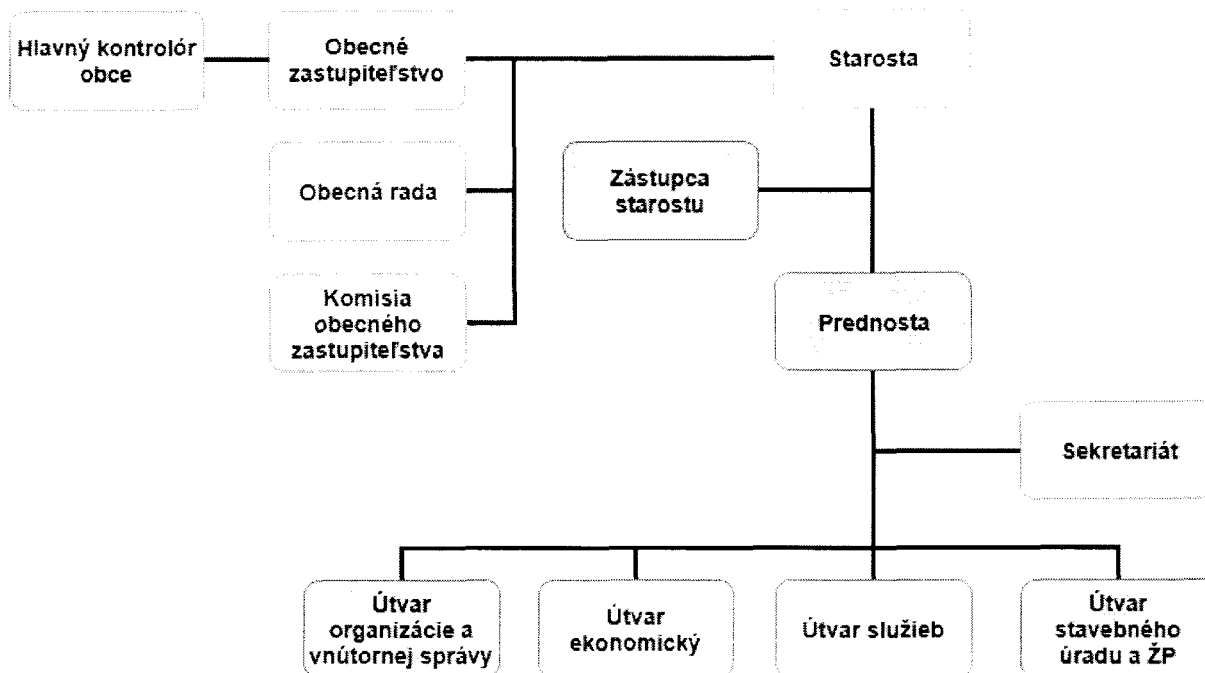 Hlavný kontrolór
obce
Obecné
zastupiteľstvo
Starosta
Obecná rada
Zástupca
starostu
Komisia
obecného
zastupiteľstva
Prednosta
Sekretariát
Útvar
organizácie a
vnútornej správy
Útvar
ekonomický
Útvar služieb
Útvar
stavebného
úradu a ŽP